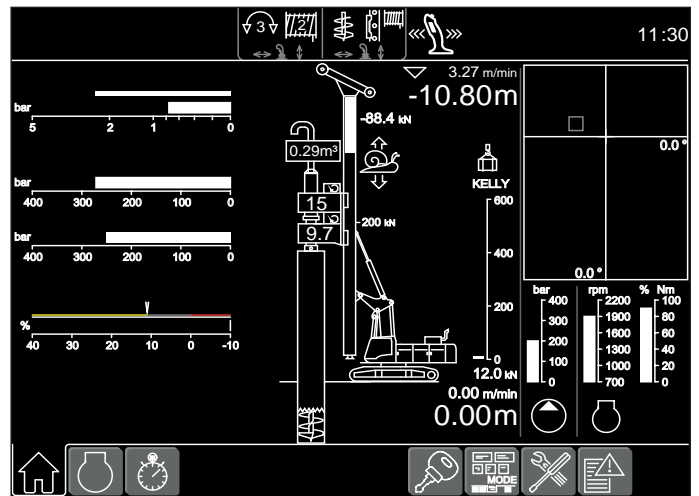 3 2 11:30
3.27 m/min
-10.80m
bar
5 2 1 0
-88.4 kN
0.29m³
0.0 °
KELLY
bar
400 300 200 100 0
15
-200 kN
9.7
600
400
200
0
bar
400 300 200 100 0
%
40 30 20 10 0 -10
0.0 °
bar
400
300
200
100
0
rpm
2200
1900
1600
1300
1000
700
% Nm
100
80
60
40
20
0
12.0 kN
0.00 m/min
0.00m
MODE